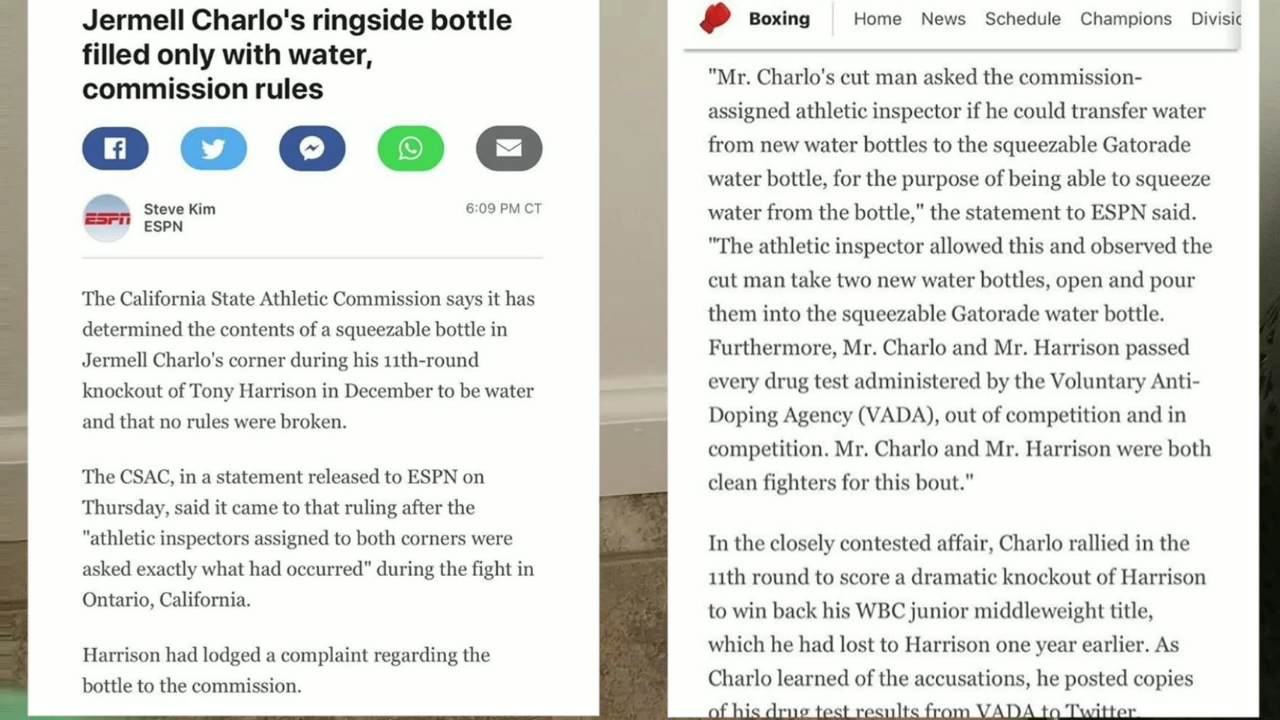 Jermell Charlo's ringside bottle
filled only with water,
commission rules
ESPN
Steve Kim
ESPN
6:09 PM CT
The California State Athletic Commission says it has
determined the contents of a squeezable bottle in
Jermell Charlo's corner during his 11th-round
knockout of Tony Harrison in December to be water
and that no rules were broken.
The CSAC, in a statement released to ESPN on
Thursday, said it came to that ruling after the
"athletic inspectors assigned to both corners were
asked exactly what had occurred" during the fight in
Ontario, California.
Harrison had lodged a complaint regarding the
bottle to the commission.
Boxing
Home News Schedule Champions Divisic
"Mr. Charlo's cut man asked the commission-
assigned athletic inspector if he could transfer water
from new water bottles to the squeezable Gatorade
water bottle, for the purpose of being able to squeeze
water from the bottle," the statement to ESPN said.
"The athletic inspector allowed this and observed the
cut man take two new water bottles, open and pour
them into the squeezable Gatorade water bottle.
Furthermore, Mr. Charlo and Mr. Harrison passed
every drug test administered by the Voluntary Anti-
Doping Agency (VADA), out of competition and in
competition. Mr. Charlo and Mr. Harrison were both
clean fighters for this bout."
In the closely contested affair, Charlo rallied in the
11th round to score a dramatic knockout of Harrison
to win back his WBC junior middleweight title,
which he had lost to Harrison one year earlier. As
Charlo learned of the accusations, he posted copies
of his drug test results from VADA to Twitter.